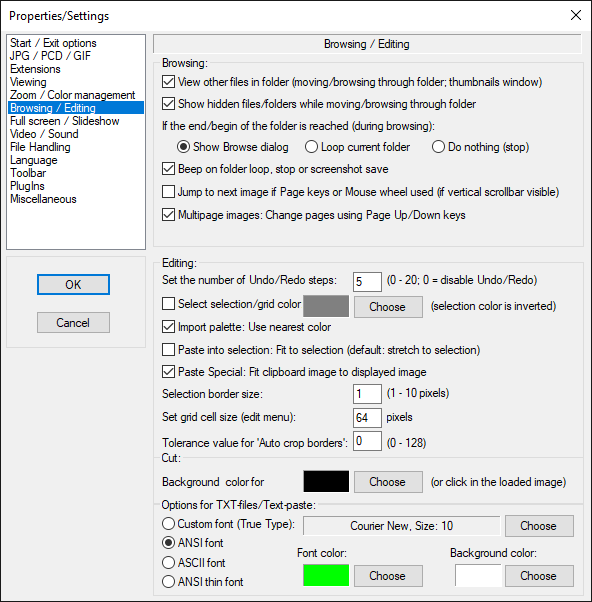 Properties/Settings
Start / Exit options
JPG / PCD / GIF
Extensions
Viewing
Zoom / Color management
Browsing / Editing
Full screen / Slideshow
Video / Sound
File Handling
Language
Toolbar
PlugIns
Miscellaneous
OK
Cancel
Browsing / Editing
Browsing:
View other files in folder (moving/browsing through folder; thumbnails window)
Show hidden files/folders while moving/browsing through folder
If the end/begin of the folder is reached (during browsing):
Show Browse dialog Loop current folder Do nothing (stop)
Beep on folder loop, stop or screenshot save
Jump to next image if Page keys or Mouse wheel used (if vertical scrollbar visible)
Multipage images: Change pages using Page Up/Down keys
Editing:
Set the number of Undo/Redo steps: 5 (0 - 20; 0 = disable Undo/Redo)
Select selection/grid color Choose (selection color is inverted)
Import palette: Use nearest color
Paste into selection: Fit to selection (default: stretch to selection)
Paste Special: Fit clipboard image to displayed image
Selection border size: 1 (1 - 10 pixels)
Set grid cell size (edit menu): 64 pixels
Tolerance value for 'Auto crop borders': 0 (0 - 128)
Cut:
Background color for Choose (or click in the loaded image)
Options for TXT-files/Text-paste:
Custom font (True Type): Courier New, Size: 10 Choose
ANSI font
ASCII font
ANSI thin font
Font color: Background color:
Choose Choose